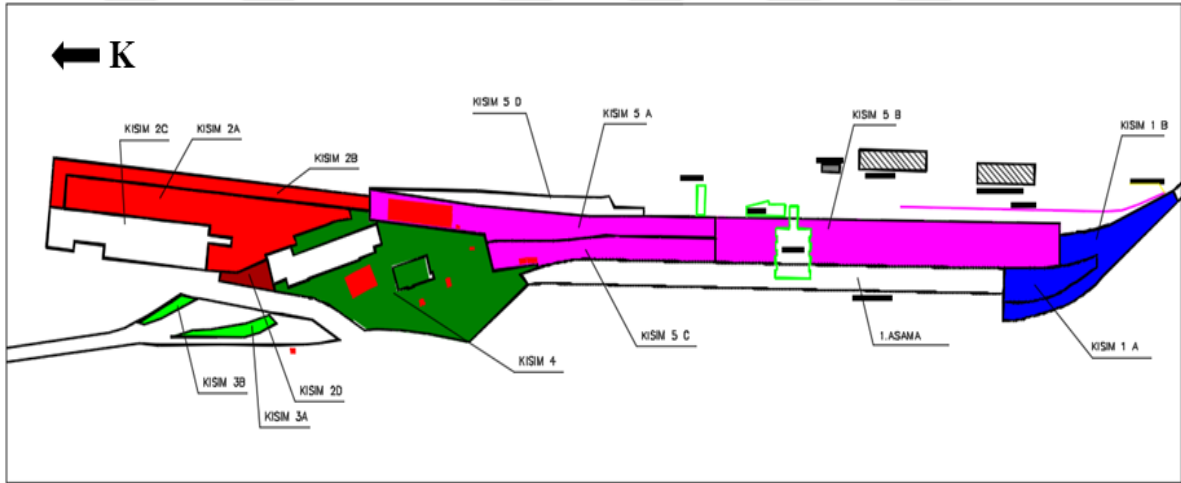 K
KISIM 5 D
KISIM 5 A
KISIM 5 B
KISIM 2C
KISIM 2A
KISIM 1 B
KISIM 2B
KISIM 5 C
1.ASAMA
KISIM 1 A
KISIM 4
KISIM 3B
KISIM 2D
KISIM 3A